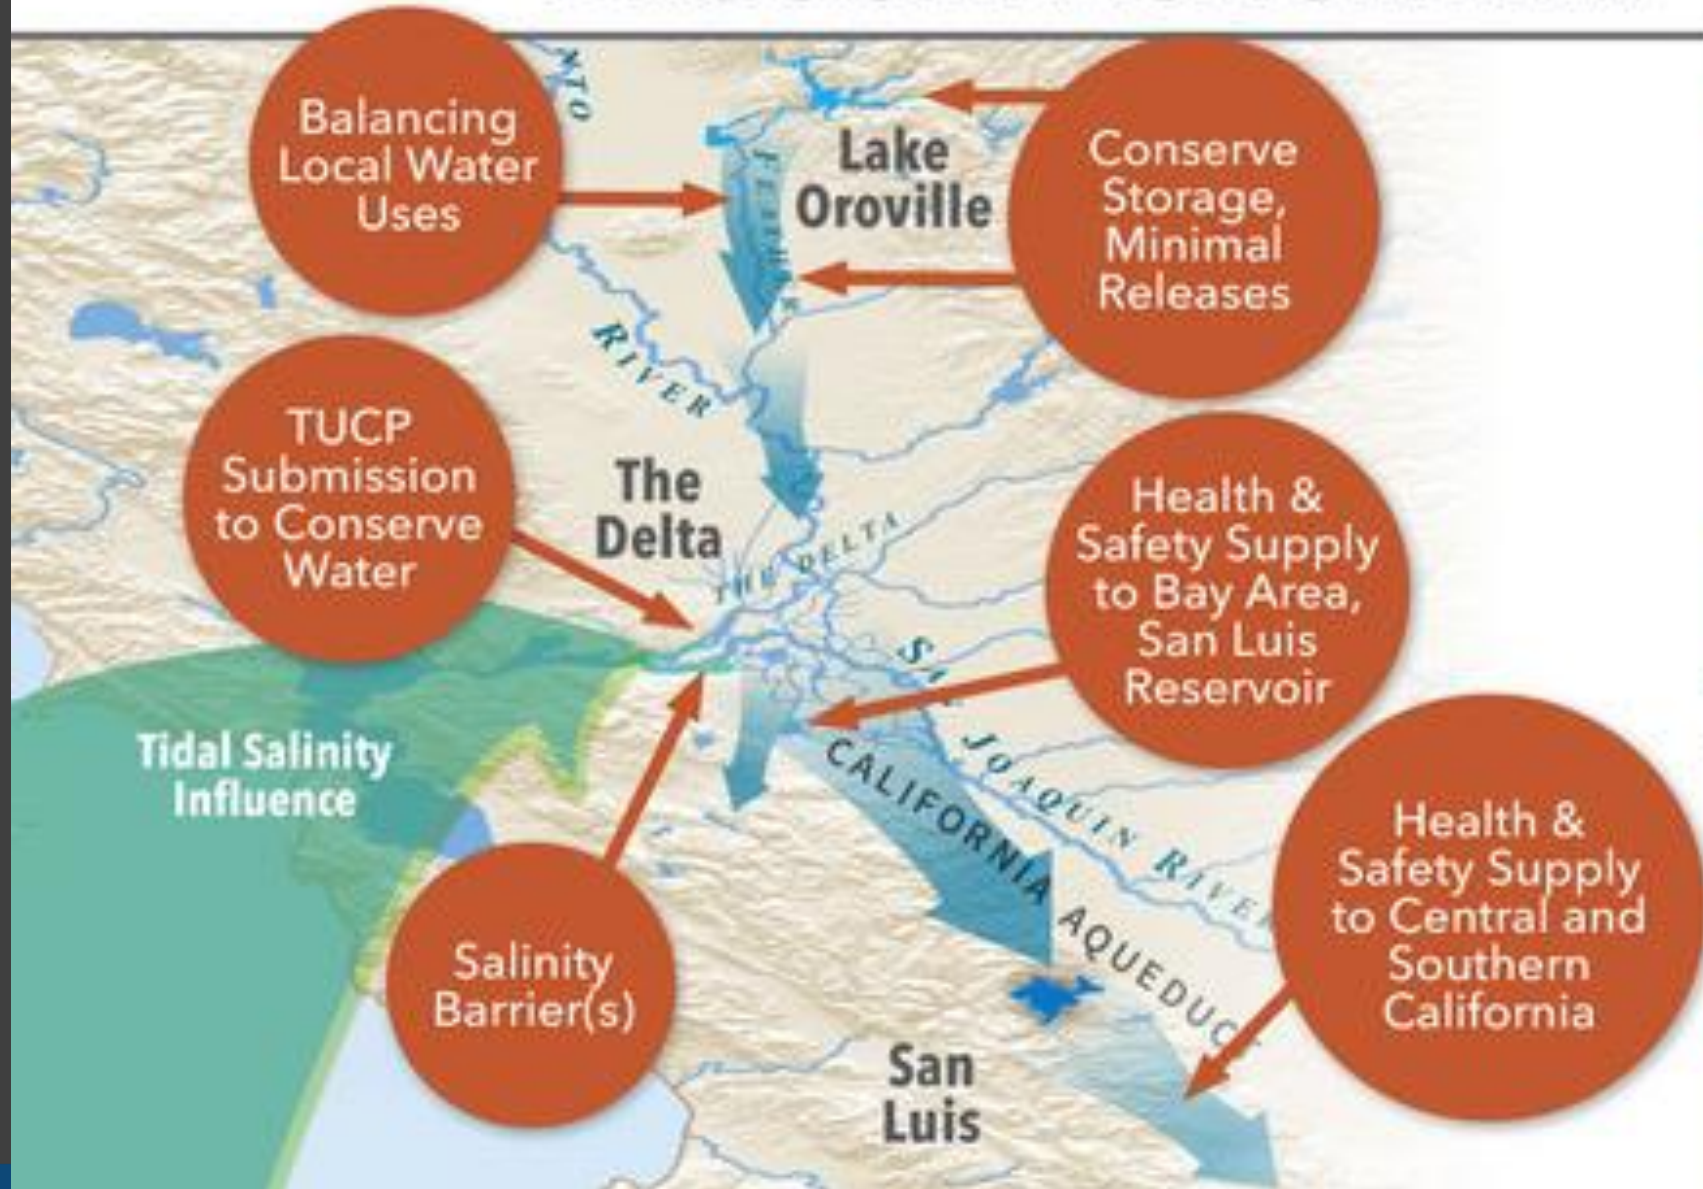 NTO
Balancing
Local Water
Uses
FEATHER
Lake
Oroville
Conserve
Storage,
Minimal
Releases
RIVER
TUCP
Submission
to Conserve
Water
The
Delta
THE DELTA
Health &
Safety Supply
to Bay Area,
San Luis
Reservoir
Tidal Salinity
Influence
JOAQUIN RIVER
CALIFORNIA AQUEDUCT
Salinity
Barrier(s)
Health &
Safety Supply
to Central and
Southern
California
San
Luis